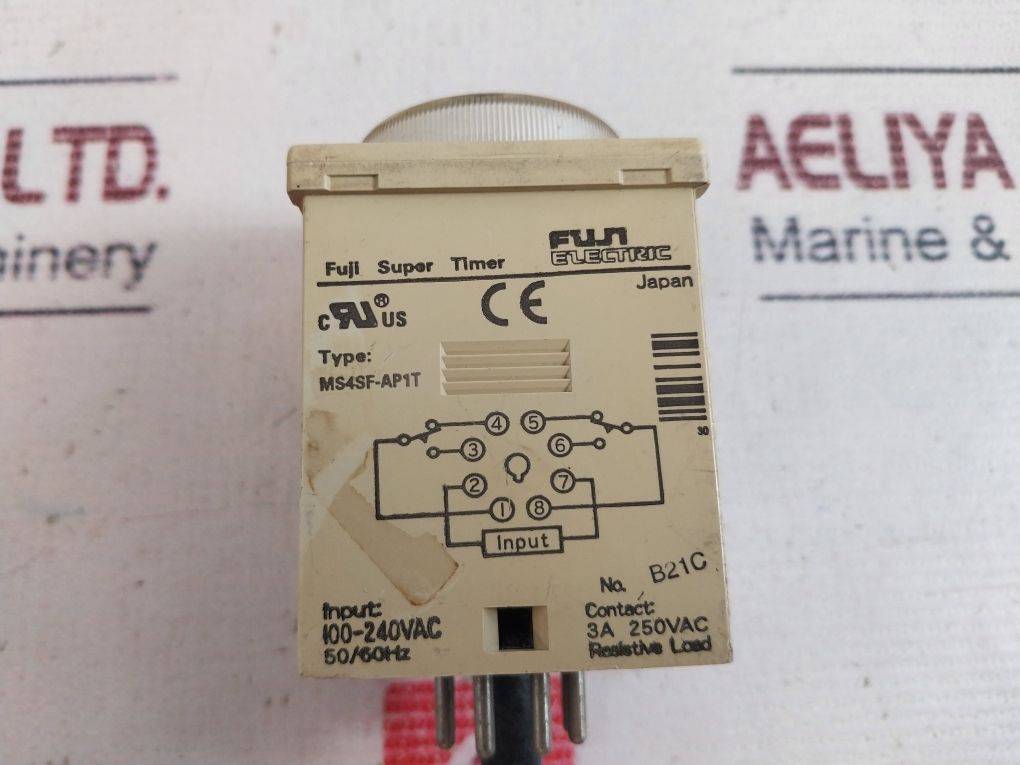 LTD.
AELIYA
Marine &
FUJI
ELECTRIC
Fuji Super Timer
Japan
c RU ® US
CE
Type:
MS4SF-AP1T
30
4 5
3 6
2 7
1 8
Input
No. B21C
Input:
100-240VAC
50/60Hz
Contact:
3A 250VAC
Resistive Load